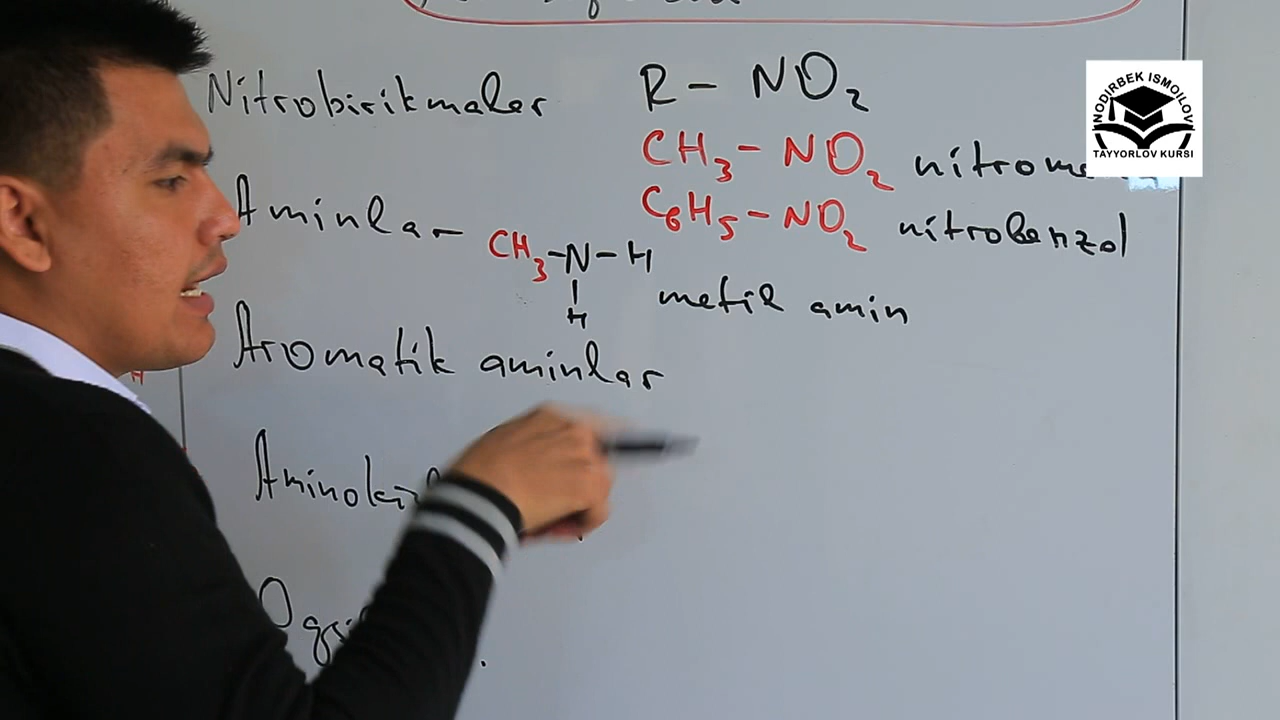 Nitrobirikmalar R – NO2
CH3 – NO2
C6H5 – NO2 nitrobenzol
Aminlar – CH3 – N – H
H
metil amin
Aromatik aminlar
NODIRBEK ISMOILOV
TAYYORLOV KURSI